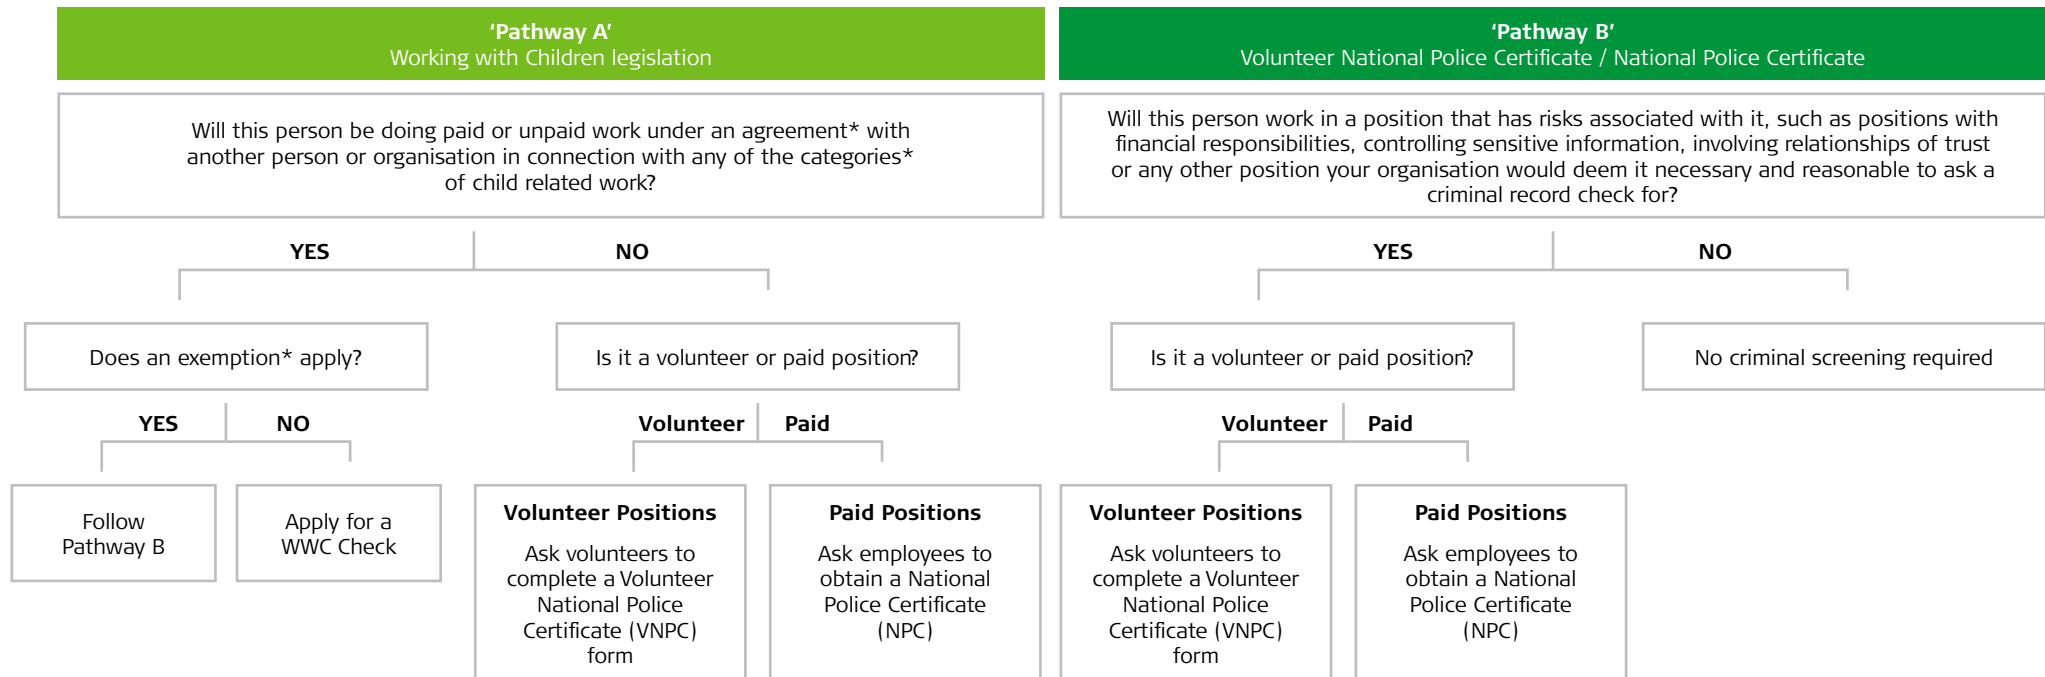 ‘Pathway A’
Working with Children legislation
Will this person be doing paid or unpaid work under an agreement* with
another person or organisation in connection with any of the categories*
of child related work?
YES
NO
Does an exemption* apply?
Is it a volunteer or paid position?
YES
NO
Volunteer
Paid
Follow
Pathway B
Apply for a
WWC Check
Volunteer Positions
Ask volunteers to
complete a Volunteer
National Police
Certificate (VNPC)
form
Paid Positions
Ask employees to
obtain a National
Police Certificate
(NPC)
‘Pathway B’
Volunteer National Police Certificate / National Police Certificate
Will this person work in a position that has risks associated with it, such as positions with
financial responsibilities, controlling sensitive information, involving relationships of trust
or any other position your organisation would deem it necessary and reasonable to ask a
criminal record check for?
YES
NO
Is it a volunteer or paid position?
No criminal screening required
Volunteer
Paid
Volunteer Positions
Ask volunteers to
complete a Volunteer
National Police
Certificate (VNPC)
form
Paid Positions
Ask employees to
obtain a National
Police Certificate
(NPC)